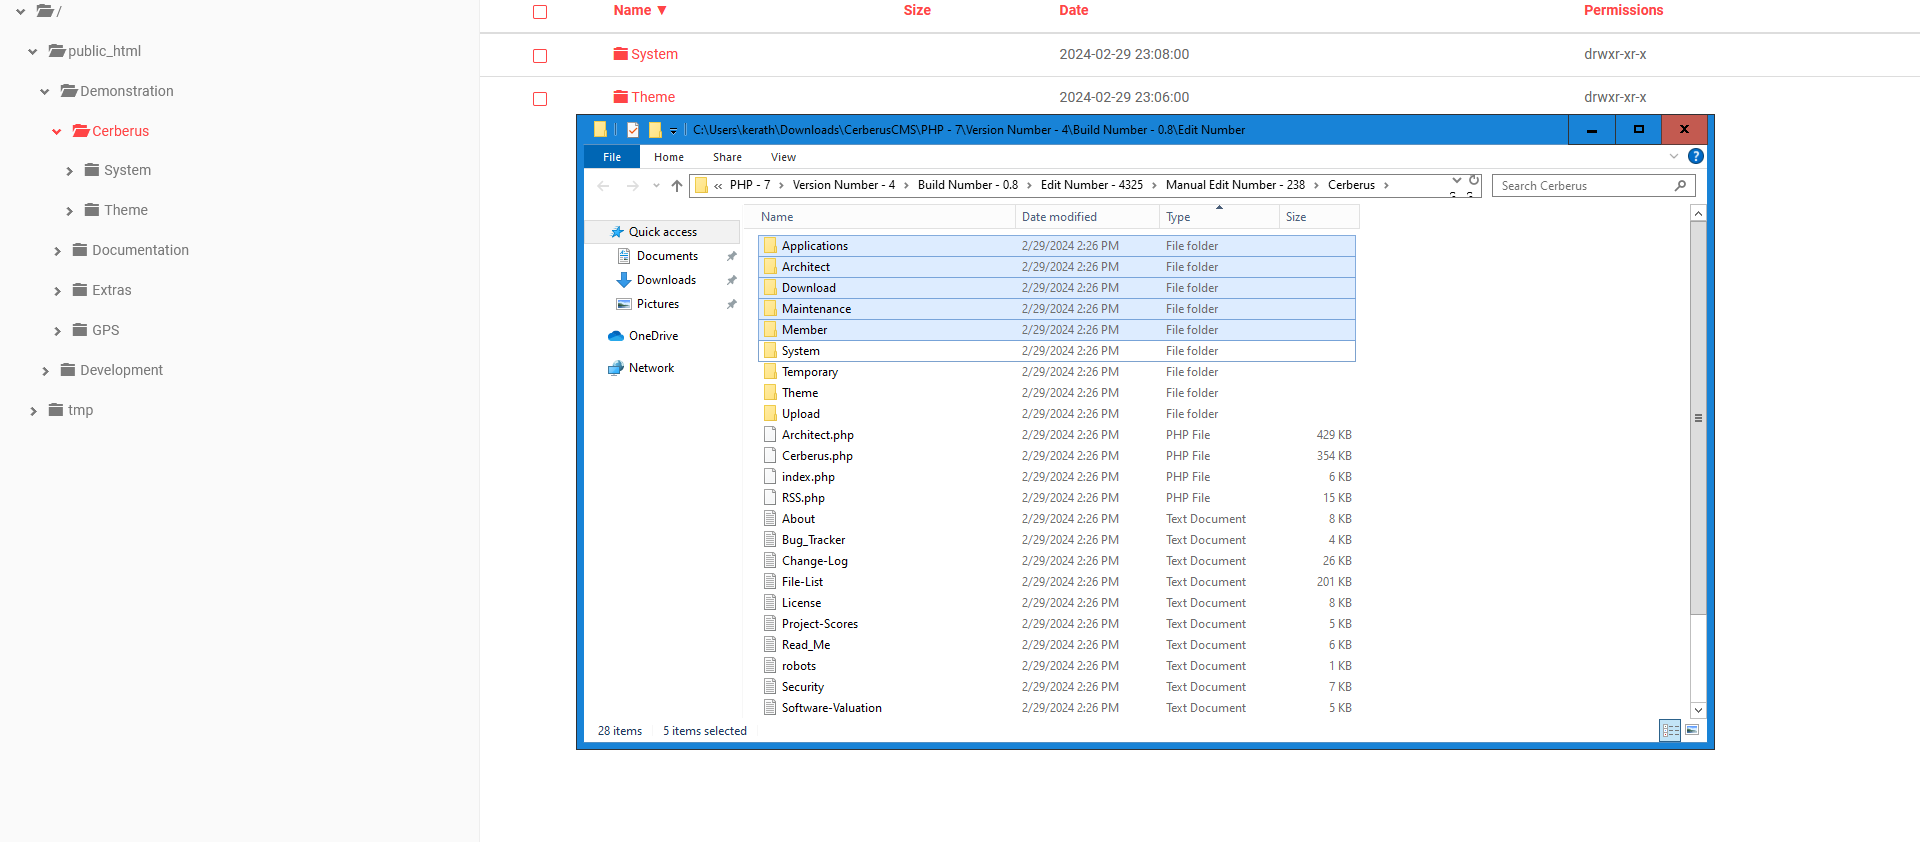 /
public_html
Demonstration
Cerberus
System
Theme
Documentation
Extras
GPS
Development
tmp
Name ▼ Size Date Permissions
System 2024-02-29 23:08:00 drwxr-xr-x
Theme 2024-02-29 23:06:00 drwxr-xr-x
C:\Users\kerath\Downloads\CerberusCMS\PHP - 7\Version Number - 4\Build Number - 0.8\Edit Number
File Home Share View
« PHP - 7 › Version Number - 4 › Build Number - 0.8 › Edit Number - 4325 › Manual Edit Number - 238 › Cerberus ›
Search Cerberus
Quick access
Documents
Downloads
Pictures
OneDrive
Network
Name Date modified Type Size
Applications 2/29/2024 2:26 PM File folder
Architect 2/29/2024 2:26 PM File folder
Download 2/29/2024 2:26 PM File folder
Maintenance 2/29/2024 2:26 PM File folder
Member 2/29/2024 2:26 PM File folder
System 2/29/2024 2:26 PM File folder
Temporary 2/29/2024 2:26 PM File folder
Theme 2/29/2024 2:26 PM File folder
Upload 2/29/2024 2:26 PM File folder
Architect.php 2/29/2024 2:26 PM PHP File 429 KB
Cerberus.php 2/29/2024 2:26 PM PHP File 354 KB
index.php 2/29/2024 2:26 PM PHP File 6 KB
RSS.php 2/29/2024 2:26 PM PHP File 15 KB
About 2/29/2024 2:26 PM Text Document 8 KB
Bug_Tracker 2/29/2024 2:26 PM Text Document 4 KB
Change-Log 2/29/2024 2:26 PM Text Document 26 KB
File-List 2/29/2024 2:26 PM Text Document 201 KB
License 2/29/2024 2:26 PM Text Document 8 KB
Project-Scores 2/29/2024 2:26 PM Text Document 5 KB
Read_Me 2/29/2024 2:26 PM Text Document 6 KB
robots 2/29/2024 2:26 PM Text Document 1 KB
Security 2/29/2024 2:26 PM Text Document 7 KB
Software-Valuation 2/29/2024 2:26 PM Text Document 5 KB
28 items 5 items selected